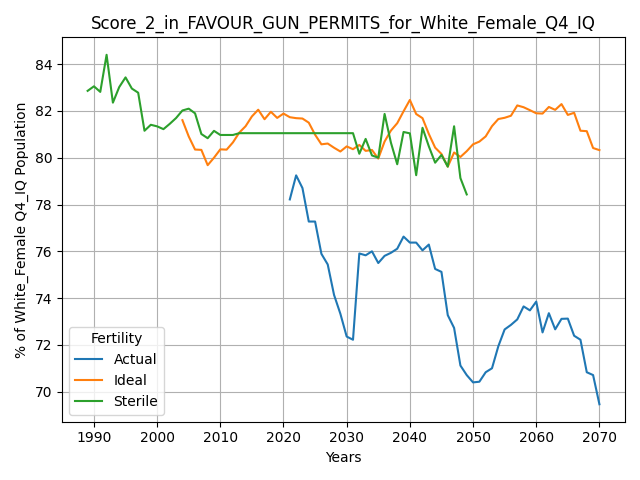 Score_2_in_FAVOUR_GUN_PERMITS_for_White_Female_Q4_IQ
% of White_Female Q4_IQ Population
84
82
80
78
76
74
72
70
Fertility
Actual
Ideal
Sterile
1990 2000 2010 2020 2030 2040 2050 2060 2070
Years